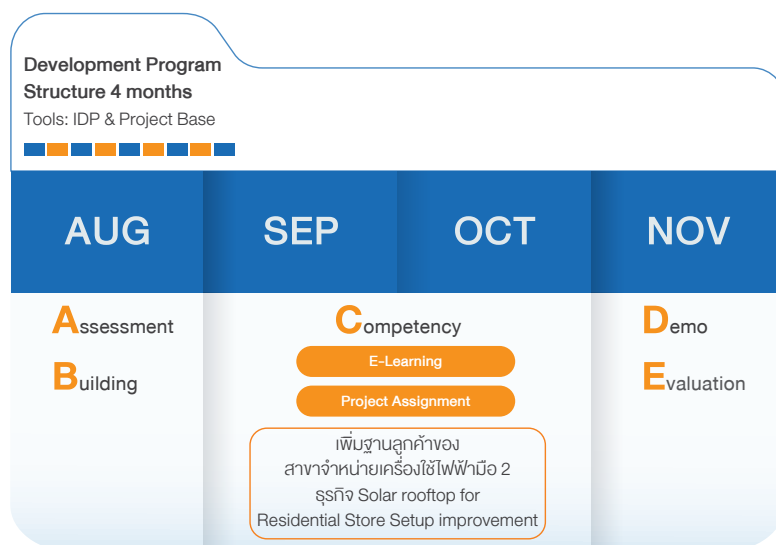 Development Program
Structure 4 months
Tools: IDP & Project Base
AUG
SEP
OCT
NOV
Assessment
Building
Competency
E-Learning
Project Assignment
เพิ่มฐานลูกค้าของ
สาขาจำหน่ายเครื่องใช้ไฟฟ้ามือ 2
ธุรกิจ Solar rooftop for
Residential Store Setup improvement
Demo
Evaluation